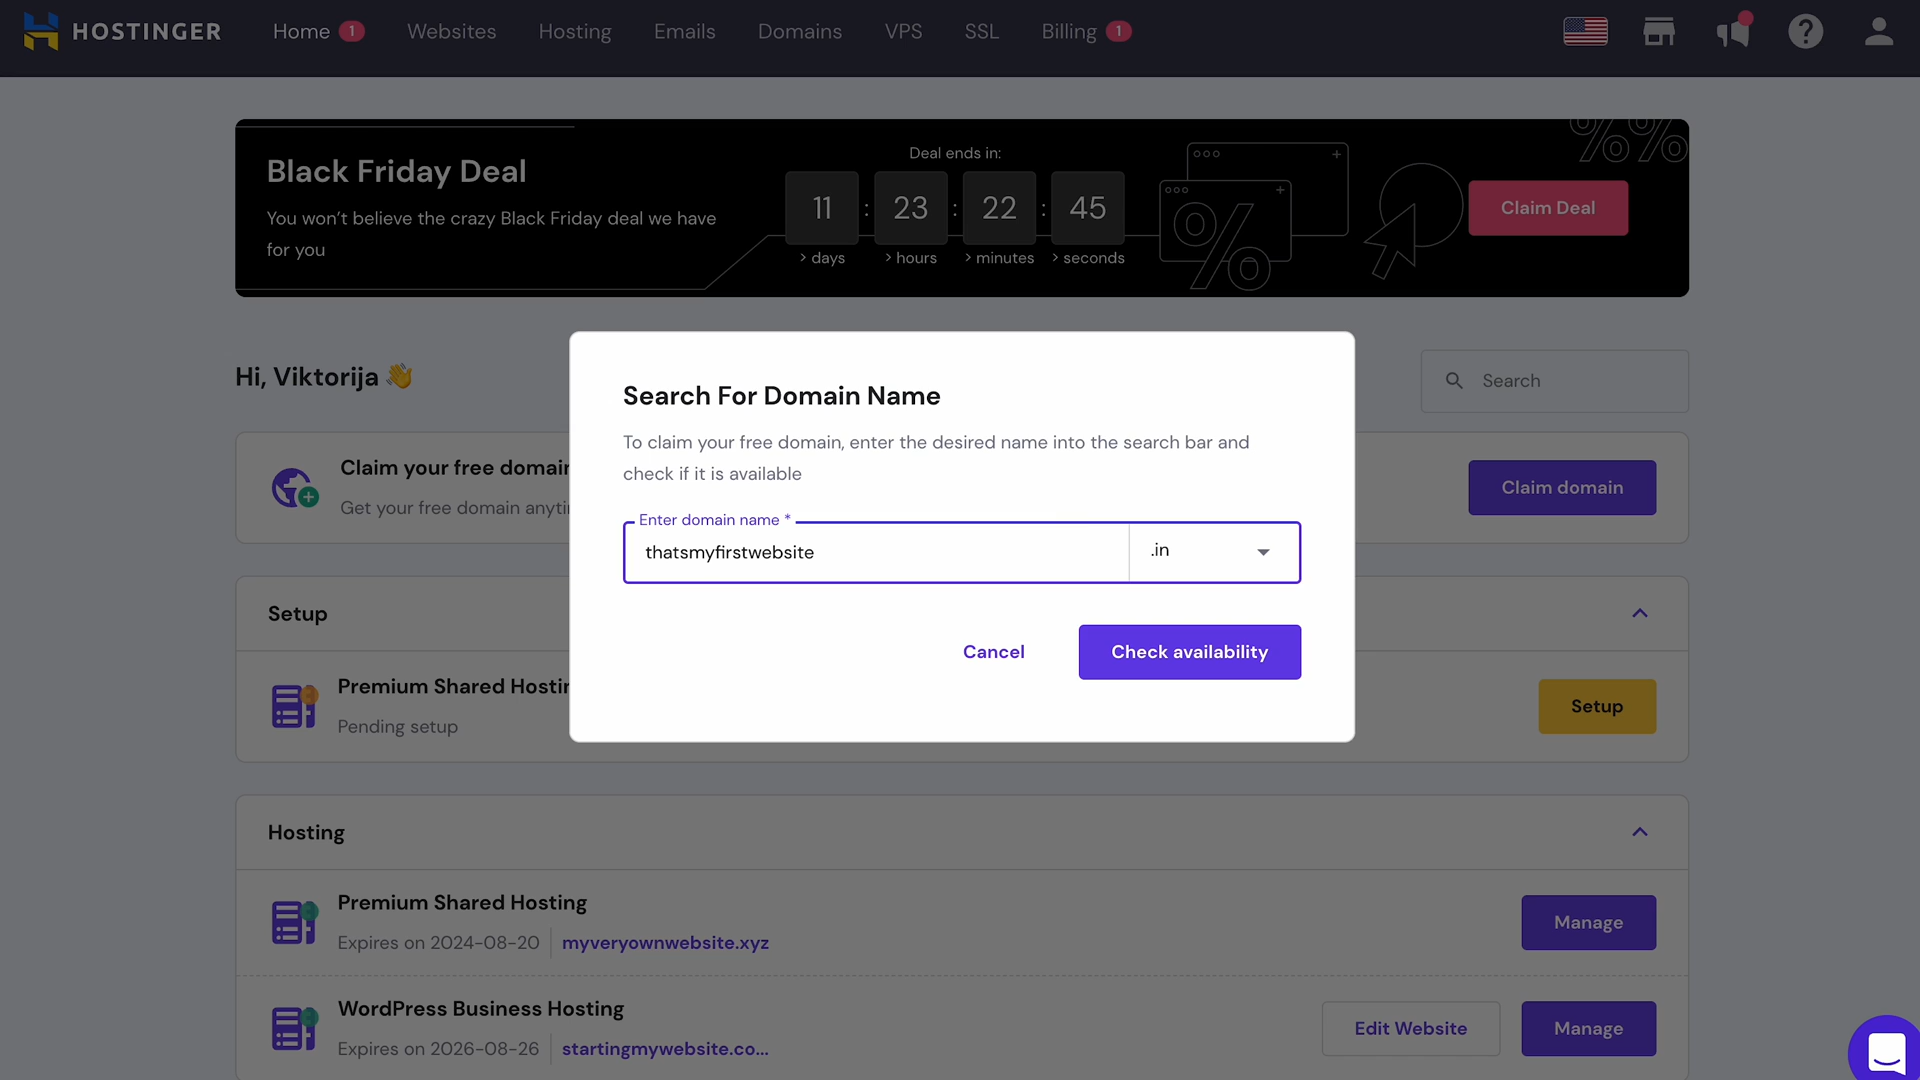 HOSTINGER
Home 1
Websites
Hosting
Emails
Domains
VPS
SSL
Billing 1
Black Friday Deal
You won't believe the crazy Black Friday deal we have
for you
Deal ends in:
11 : 23 : 22 : 45
> days > hours > minutes > seconds
%
%%
Claim Deal
Hi, Viktorija 👋
Search
Claim your free domain
Get your free domain anyti
Claim domain
Search For Domain Name
To claim your free domain, enter the desired name into the search bar and
check if it is available
Enter domain name *
thatsmyfirstwebsite
.in
Cancel
Check availability
Setup
Premium Shared Hostin
Pending setup
Setup
Hosting
Premium Shared Hosting
Expires on 2024-08-20
myveryownwebsite.xyz
Manage
WordPress Business Hosting
Expires on 2026-08-26
startingmywebsite.co...
Edit Website
Manage